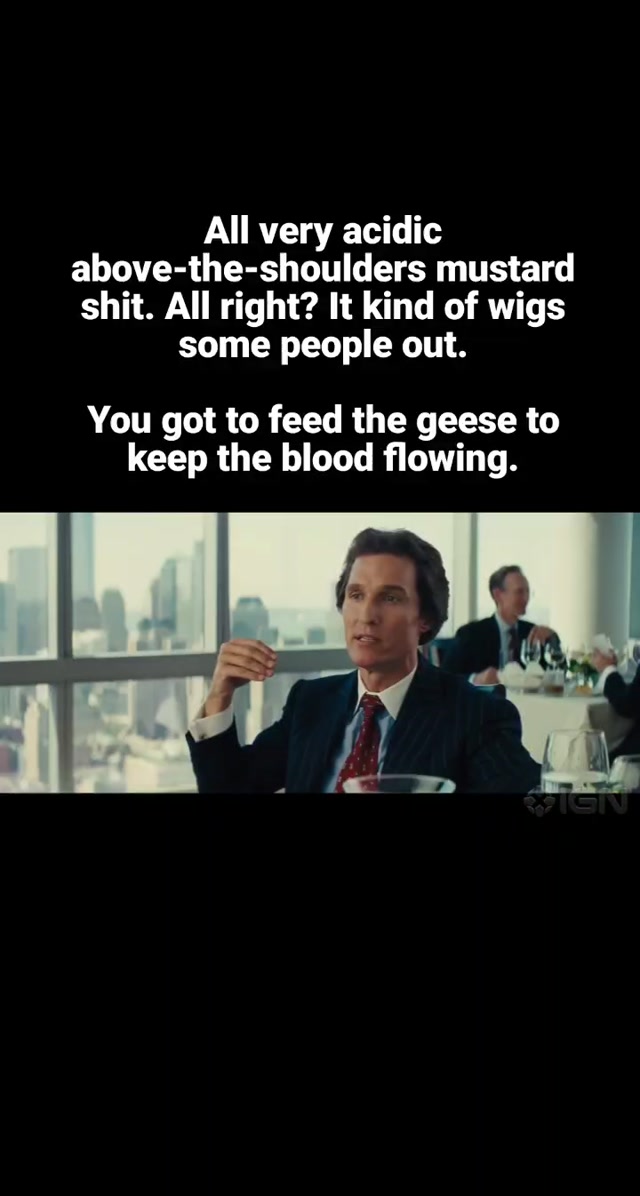 All very acidic
above-the-shoulders mustard
shit. All right? It kind of wigs
some people out.
You got to feed the geese to
keep the blood flowing.
IGN